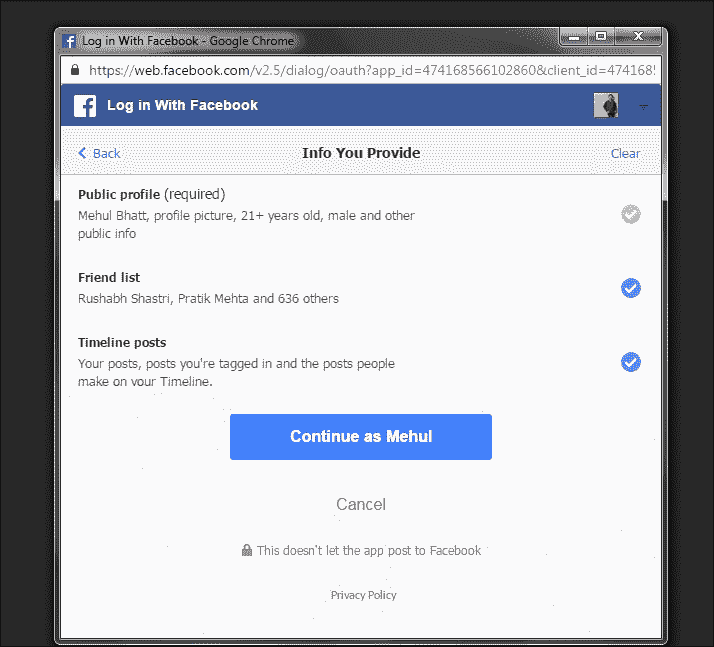 Log in With Facebook - Google Chrome
https://web.facebook.com/v2.5/dialog/oauth?app_id=474168566102860&client_id=4741685
Log in With Facebook
Back Info You Provide Clear
Public profile (required)
Mehul Bhatt, profile picture, 21+ years old, male and other
public info
Friend list
Rushabh Shastri, Pratik Mehta and 636 others
Timeline posts
Your posts, posts you're tagged in and the posts people
make on your Timeline.
Continue as Mehul
Cancel
This doesn't let the app post to Facebook
Privacy Policy